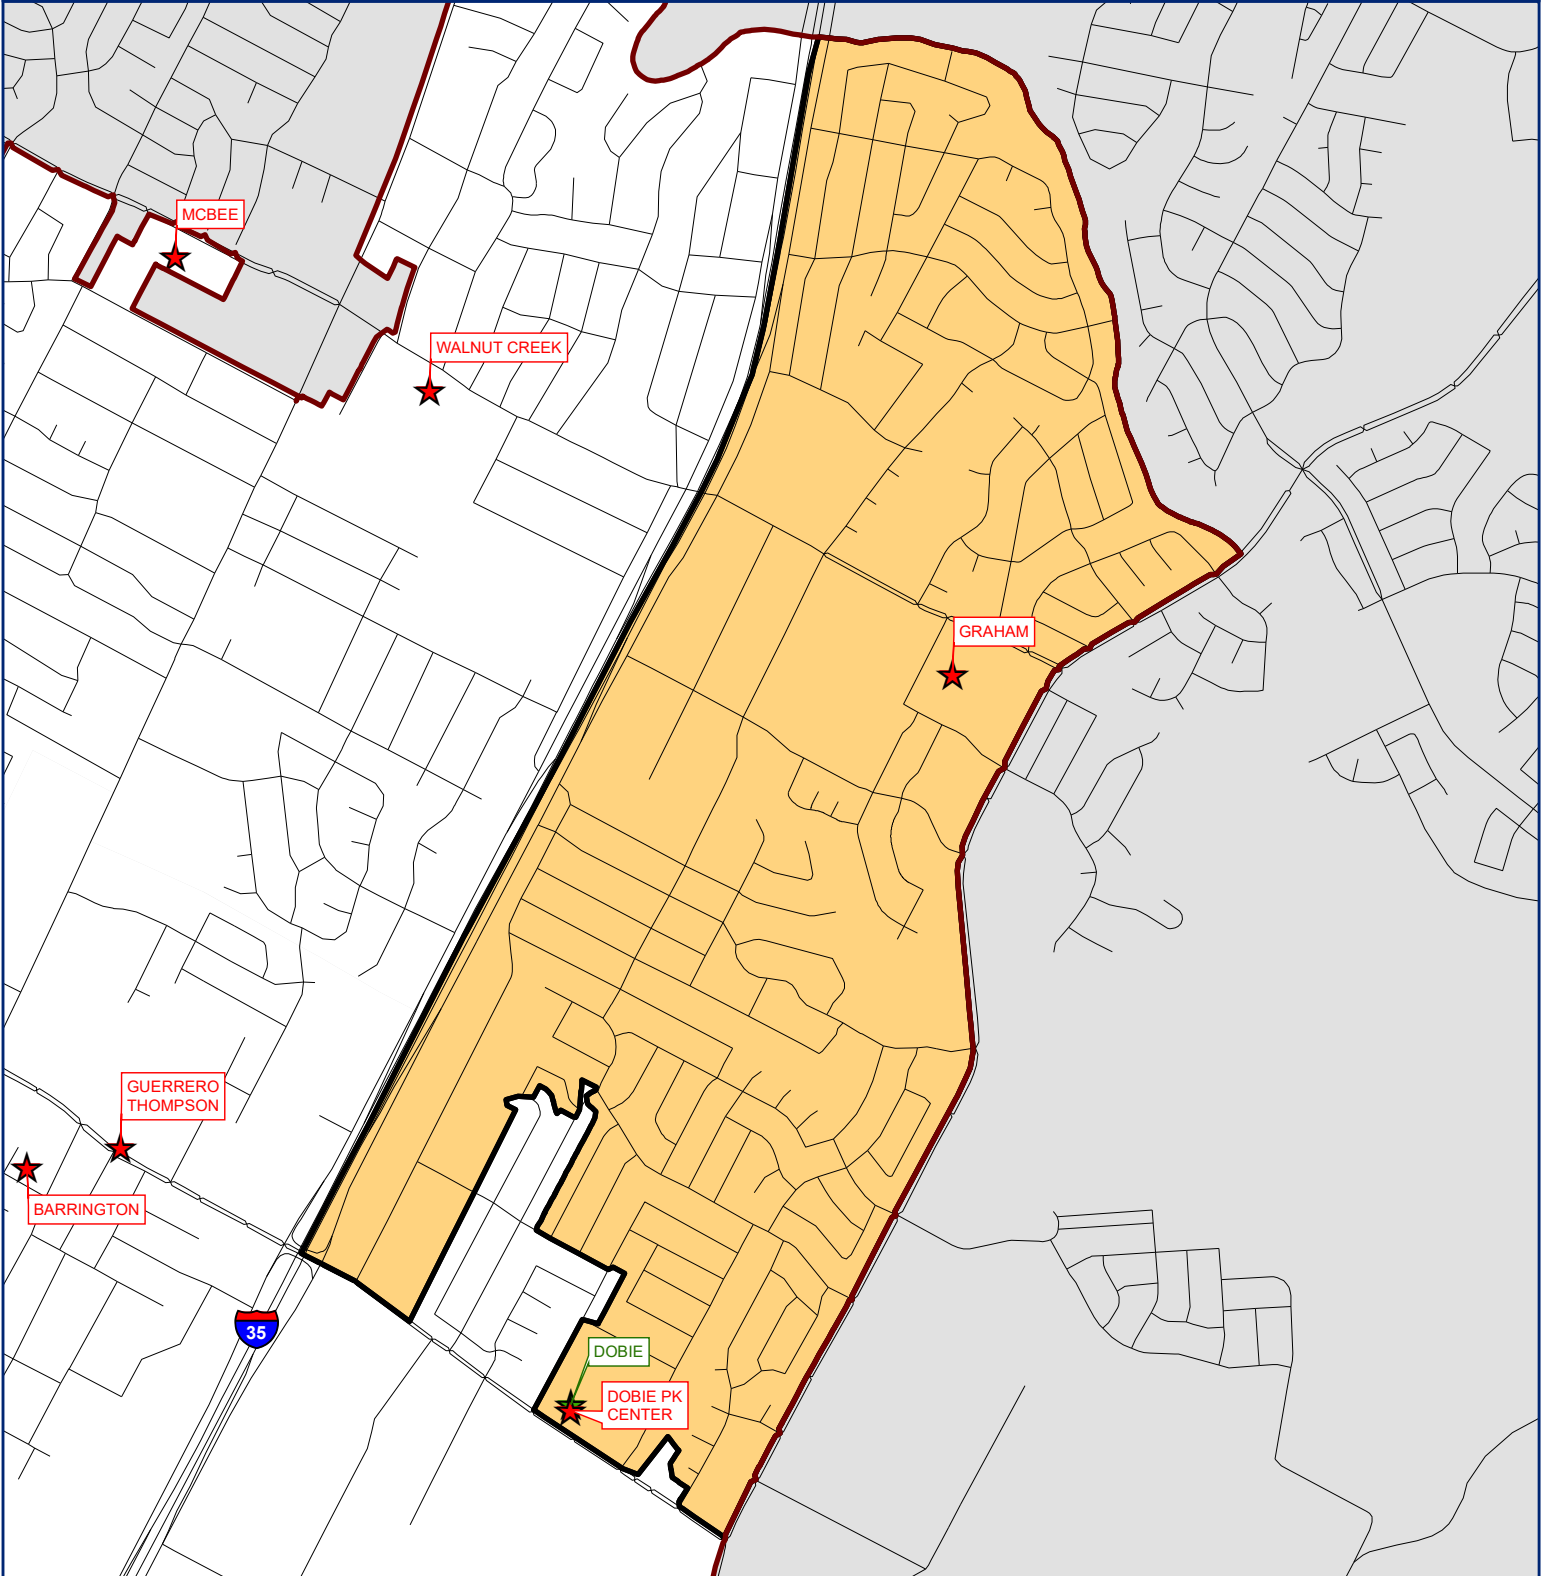 MCBEE
WALNUT CREEK
GRAHAM
GUERRERO
THOMPSON
BARRINGTON
35
DOBIE
DOBIE PK
CENTER